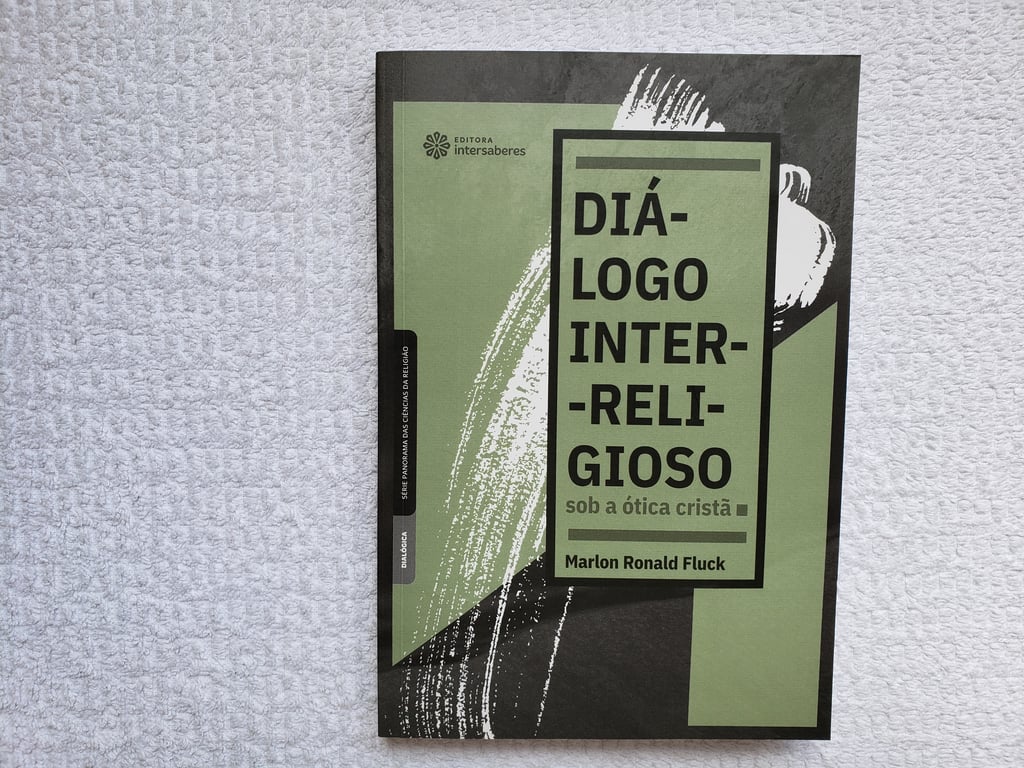 EDITORA
intersaberes
DIÁ-
LOGO
INTER-
-RELI-
GIOSO
sob a ótica cristã
Marlon Ronald Fluck
SÉRIE PANORAMA DAS CIÊNCIAS DA RELIGIÃO
DIALÓGICA